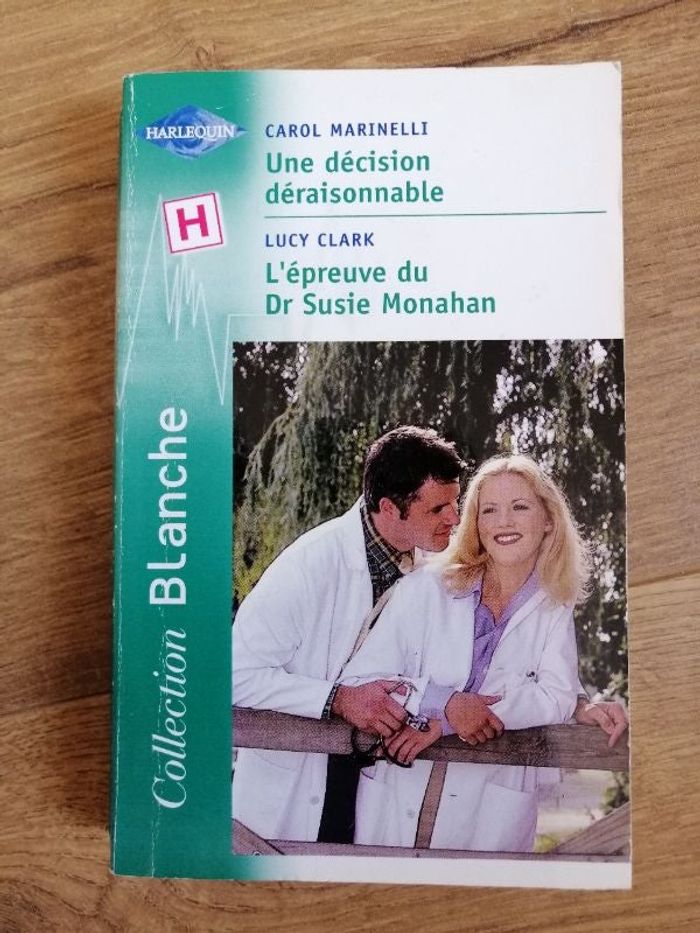 HARLEQUIN
H
CAROL MARINELLI
Une décision
déraisonnable
LUCY CLARK
L'épreuve du
Dr Susie Monahan
Collection Blanche